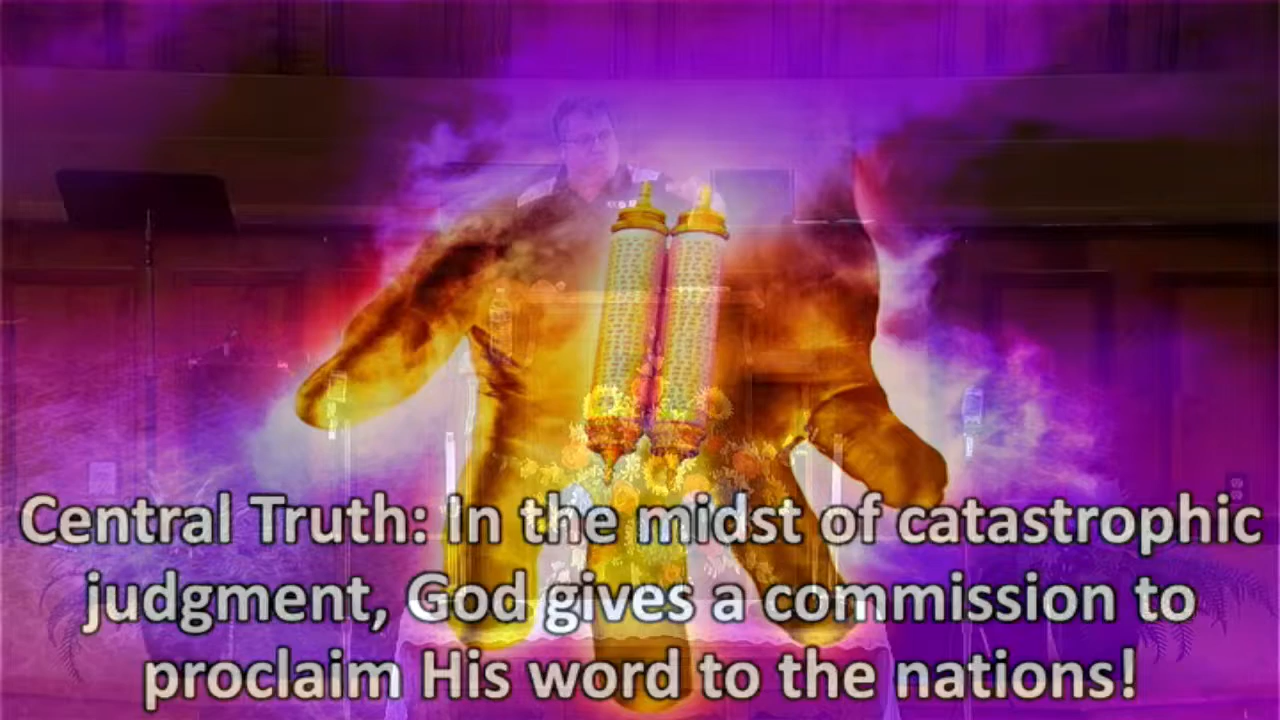 Central Truth: In the midst of catastrophic
judgment, God gives a commission to
proclaim His word to the nations!